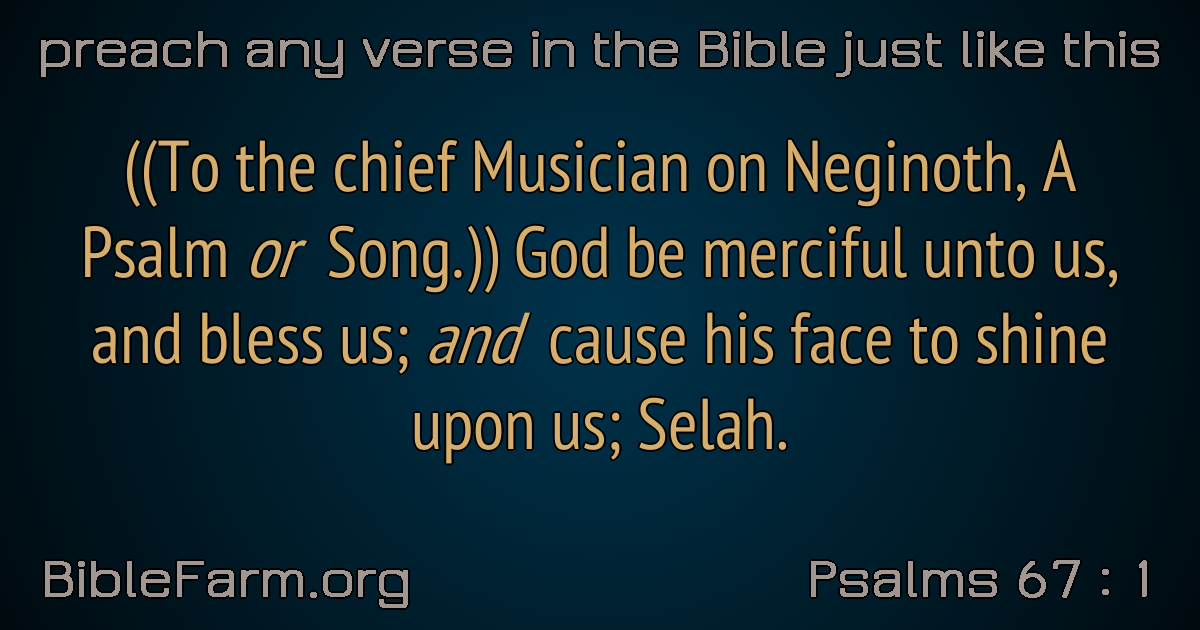 preach any verse in the Bible just like this
((To the chief Musician on Neginoth, A
Psalm or Song.)) God be merciful unto us,
and bless us; and cause his face to shine
upon us; Selah.
BibleFarm.org
Psalms 67 : 1